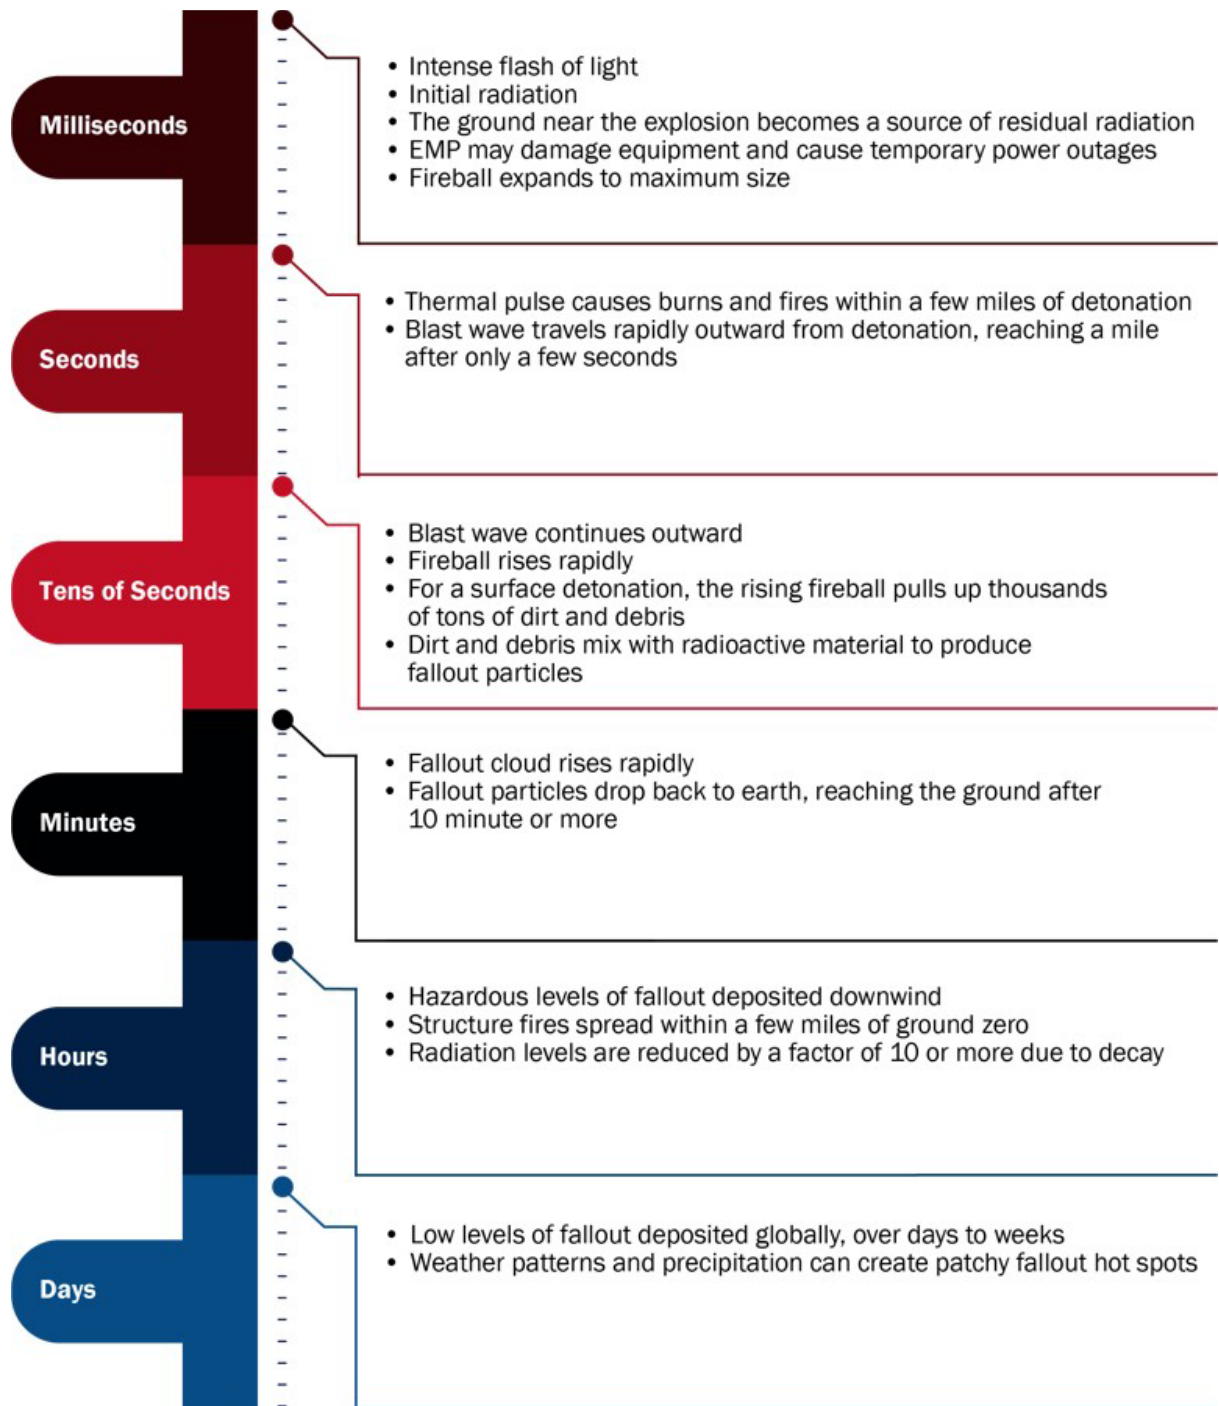 Milliseconds
• Intense flash of light
• Initial radiation
• The ground near the explosion becomes a source of residual radiation
• EMP may damage equipment and cause temporary power outages
• Fireball expands to maximum size
Seconds
• Thermal pulse causes burns and fires within a few miles of detonation
• Blast wave travels rapidly outward from detonation, reaching a mile
after only a few seconds
Tens of Seconds
• Blast wave continues outward
• Fireball rises rapidly
• For a surface detonation, the rising fireball pulls up thousands
of tons of dirt and debris
• Dirt and debris mix with radioactive material to produce
fallout particles
Minutes
• Fallout cloud rises rapidly
• Fallout particles drop back to earth, reaching the ground after
10 minute or more
Hours
• Hazardous levels of fallout deposited downwind
• Structure fires spread within a few miles of ground zero
• Radiation levels are reduced by a factor of 10 or more due to decay
Days
• Low levels of fallout deposited globally, over days to weeks
• Weather patterns and precipitation can create patchy fallout hot spots